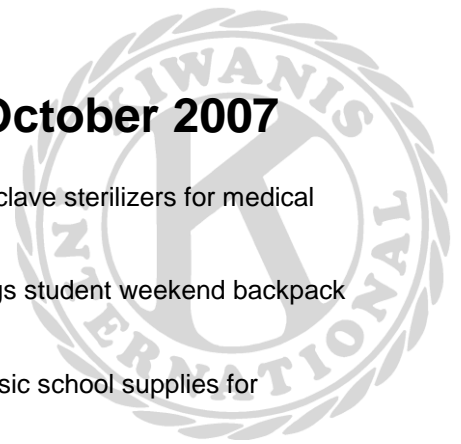 October 2007
clave sterilizers for medical
gs student weekend backpack
sic school supplies for
KIWANIS
INTERNATIONAL
K